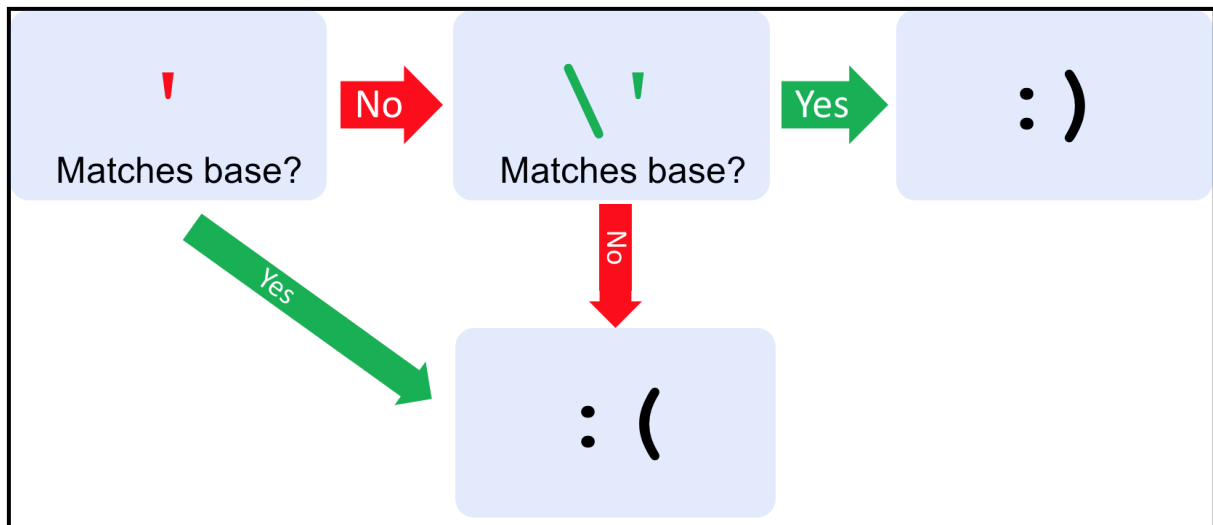 '
Matches base?
No
\ '
Matches base?
Yes
: )
Yes
No
: (